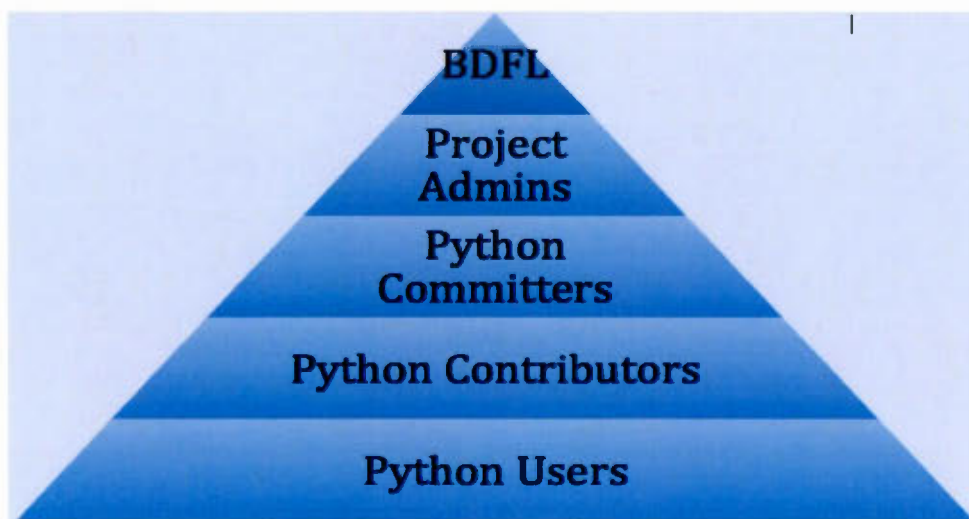 BDFL
Project
Admins
Python
Committers
Python Contributors
Python Users